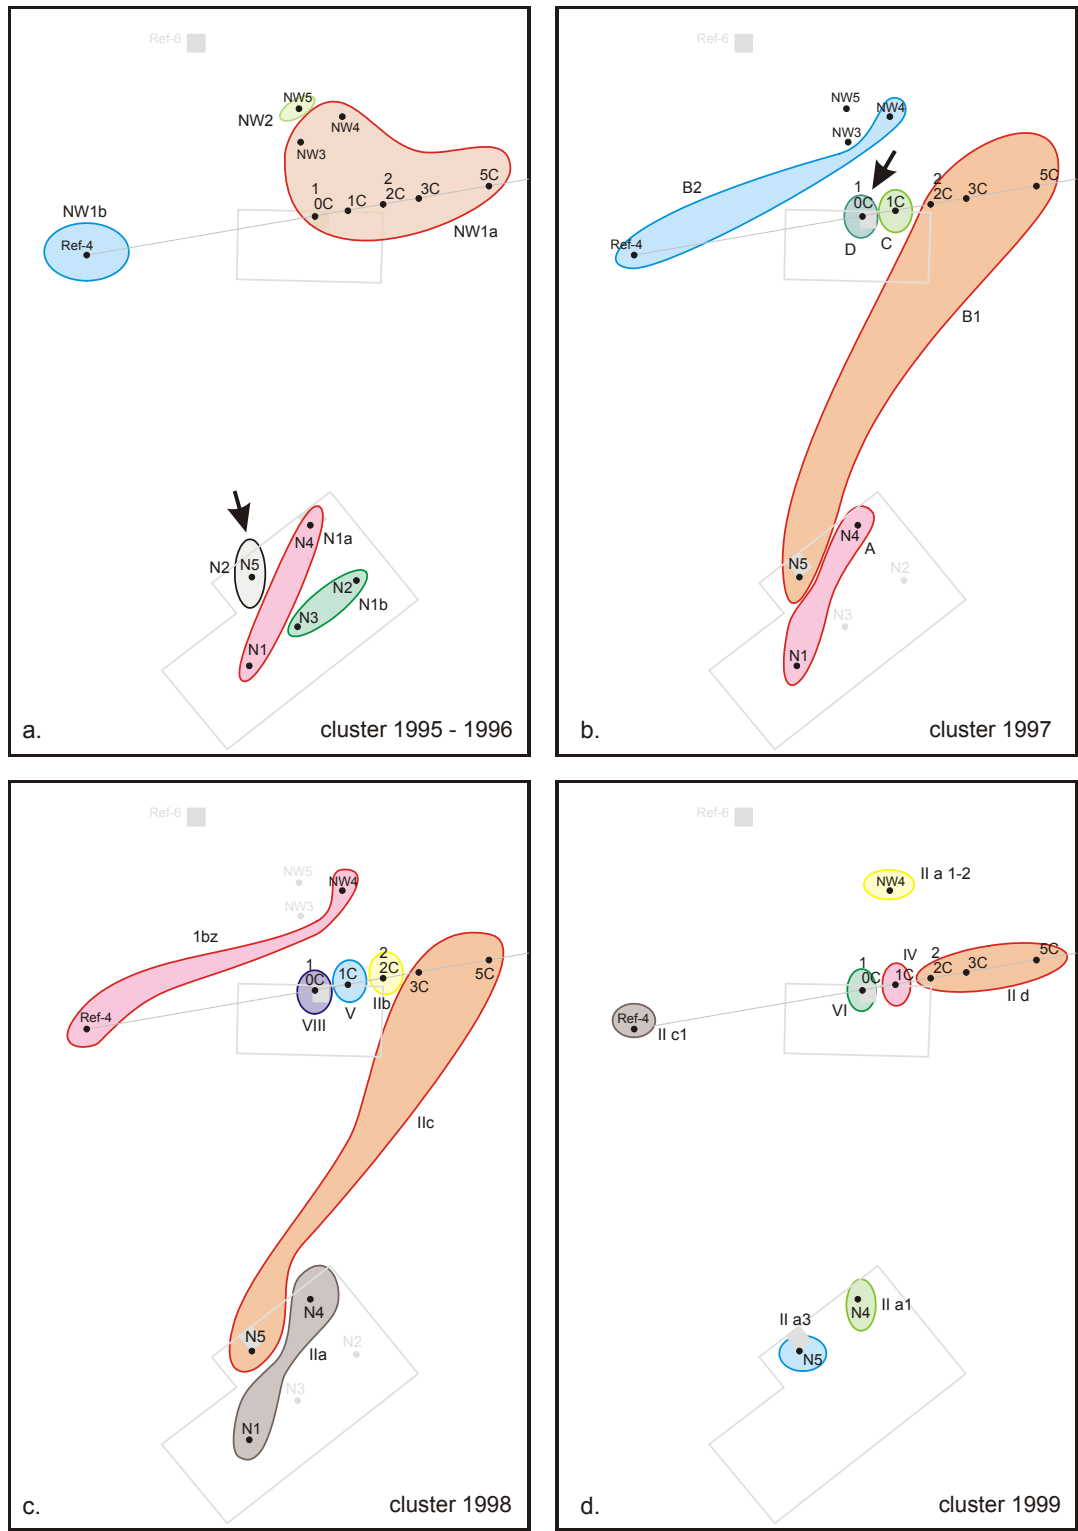 Ref-6
NW5
NW2
NW4
NW3
5C
1
2
0C
1C
2C
3C
NW1b
NW1a
Ref-4
N4
N1a
N2
N5
N2
N1b
N3
N1
a.
cluster 1995 - 1996
Ref-6
NW5
NW4
NW3
B2
5C
1
2
0C
1C
2C
3C
Ref-4
D
C
B1
N4
A
N5
N2
N3
N1
b.
cluster 1997
Ref-6
NW5
NW4
NW3
1bz
1
2
0C
1C
2C
3C
5C
IIb
V
VIII
Ref-4
IIc
N4
N5
N2
IIa
N3
N1
c.
cluster 1998
Ref-6
NW4
II a 1-2
1
IV
2
5C
0C
1C
2C
3C
II d
VI
Ref-4
II c1
N4
II a1
II a3
N5
d.
cluster 1999